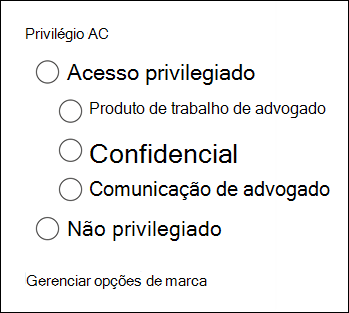 Privilégio AC
Acesso privilegiado
Produto de trabalho de advogado
Confidencial
Comunicação de advogado
Não privilegiado
Gerenciar opções de marca